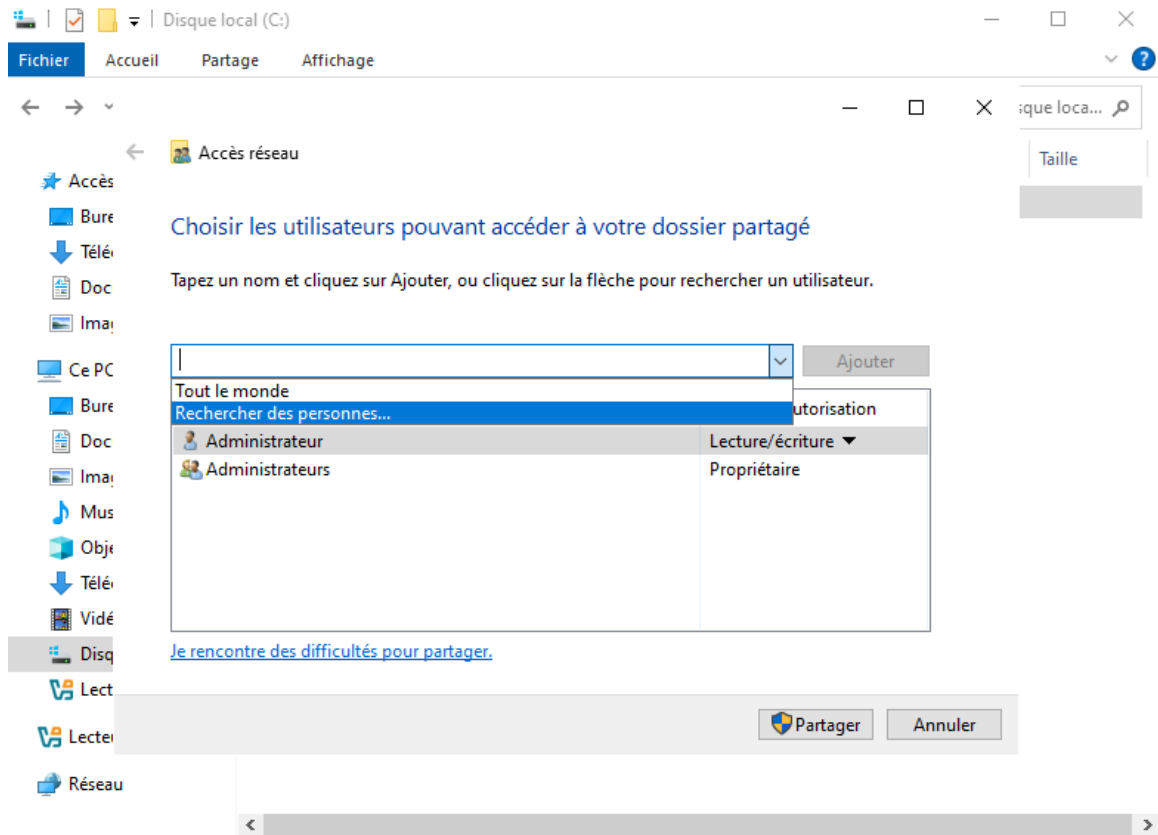 Disque local (C:)
Fichier Accueil Partage Affichage
sque loca...
Accès réseau
Taille
Accès
Choisir les utilisateurs pouvant accéder à votre dossier partagé
Tapez un nom et cliquez sur Ajouter, ou cliquez sur la flèche pour rechercher un utilisateur.
Bure
Télé
Doc
Ima
Ce PC
Bure
Doc
Ima
Mus
Obje
Télé
Vidé
Disq
Lect
Lecte
Réseau
Ajouter
Tout le monde
Rechercher des personnes...
utorisation
Administrateur Lecture/écriture
Administrateurs Propriétaire
Je rencontre des difficultés pour partager.
Partager Annuler